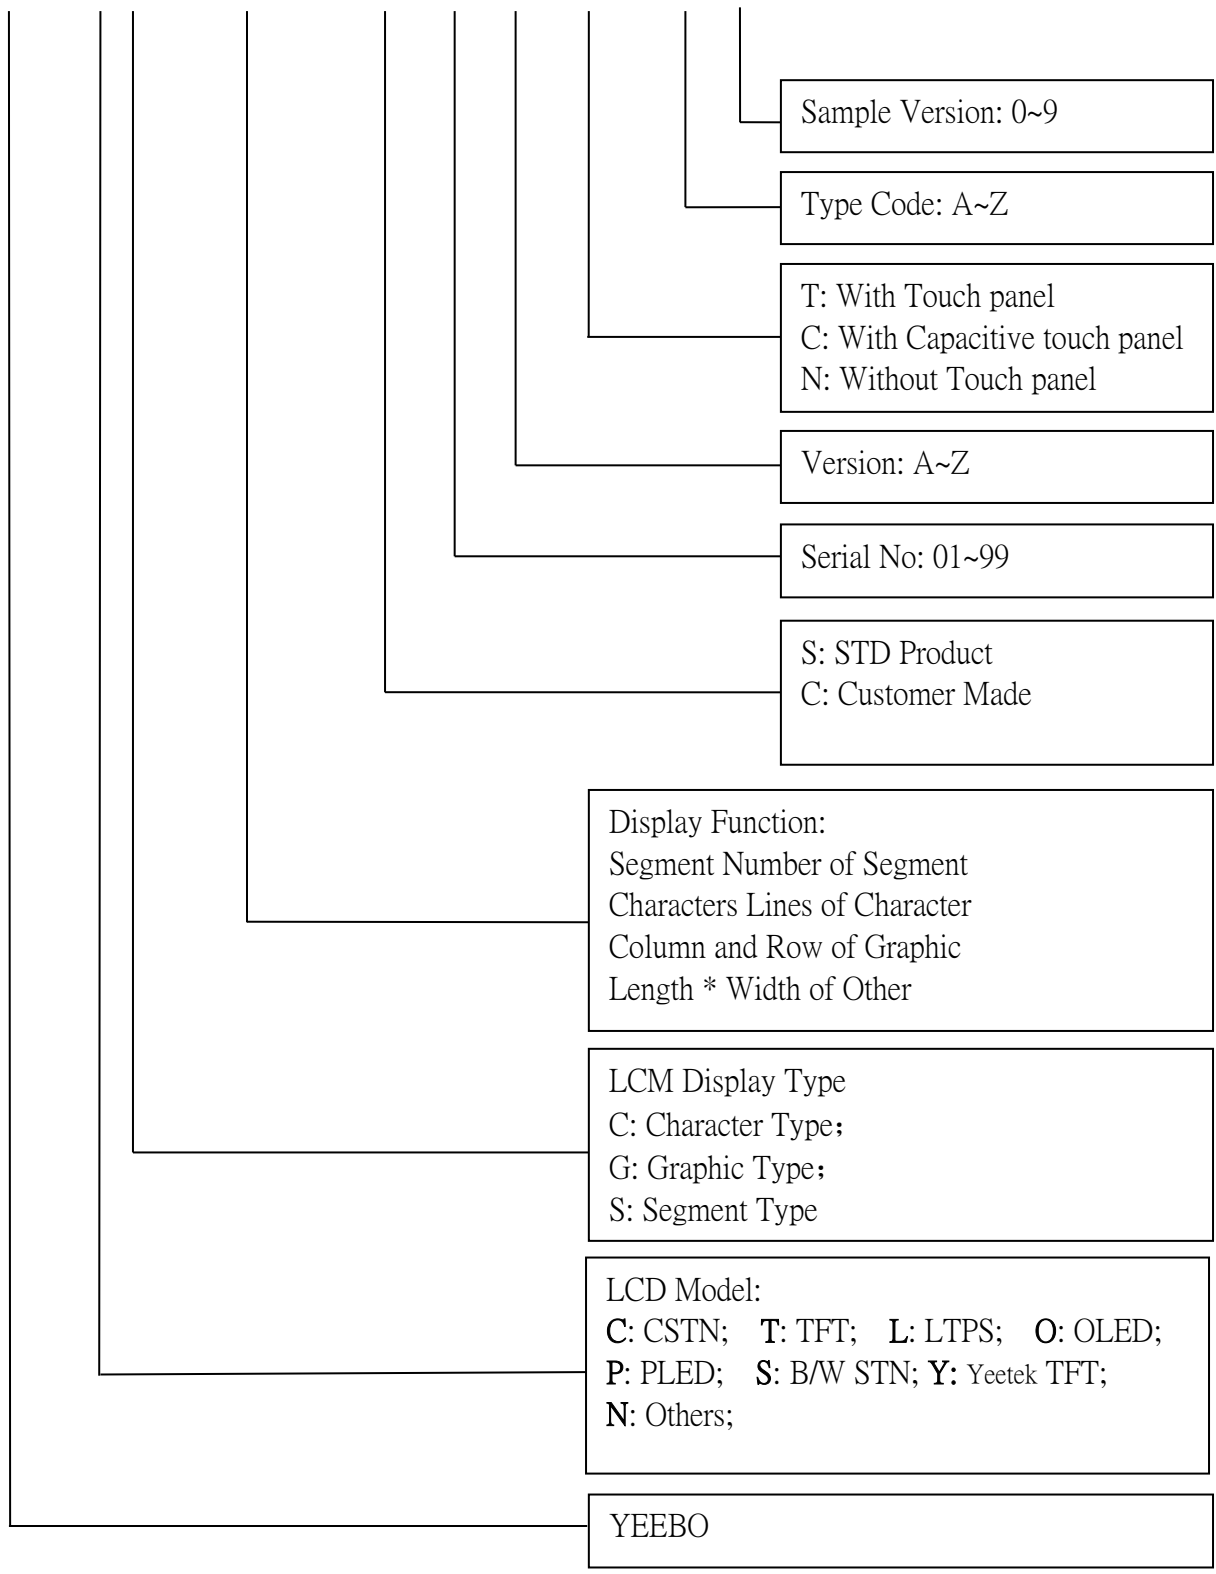 Sample Version: 0~9
Type Code: A~Z
T: With Touch panel
C: With Capacitive touch panel
N: Without Touch panel
Version: A~Z
Serial No: 01~99
S: STD Product
C: Customer Made
Display Function:
Segment Number of Segment
Characters Lines of Character
Column and Row of Graphic
Length * Width of Other
LCM Display Type
C: Character Type；
G: Graphic Type；
S: Segment Type
LCD Model:
C: CSTN; T: TFT; L: LTPS; O: OLED;
P: PLED; S: B/W STN; Y: Yeetek TFT;
N: Others;
YEEBO